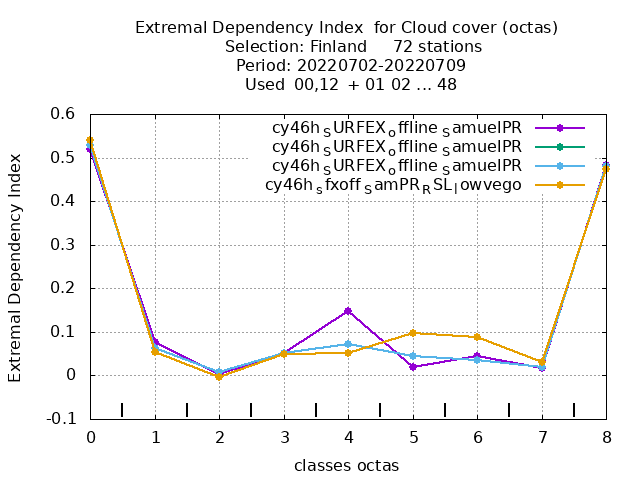 Extremal Dependency Index  for Cloud cover (octas)
Selection: Finland     72 stations
Period: 20220702-20220709
Used  00,12  + 01 02 ... 48
cy46h_SURFEX_offline_SamuelPR
cy46h_SURFEX_offline_SamuelPR
cy46h_SURFEX_offline_SamuelPR
cy46h_sfxoff_SamPR_RSL_lowvego
Extremal Dependency Index
0.6
0.5
0.4
0.3
0.2
0.1
0
-0.1
0 1 2 3 4 5 6 7 8
classes octas